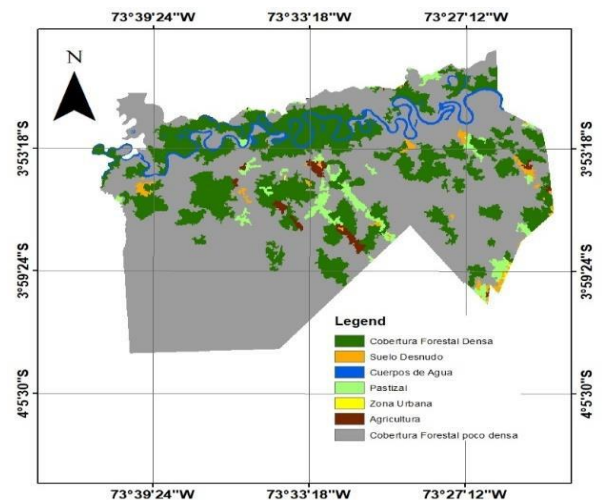 73°39'24"W 73°33'18"W 73°27'12"W
N
3°53'18"S 3°53'18"S
3°59'24"S 3°59'24"S
Legend
Cobertura Forestal Densa
Suelo Desnudo
Cuerpos de Agua
Pastizal
Zona Urbana
Agricultura
Cobertura Forestal poco densa
4°5'30"S 4°5'30"S
73°39'24"W 73°33'18"W 73°27'12"W